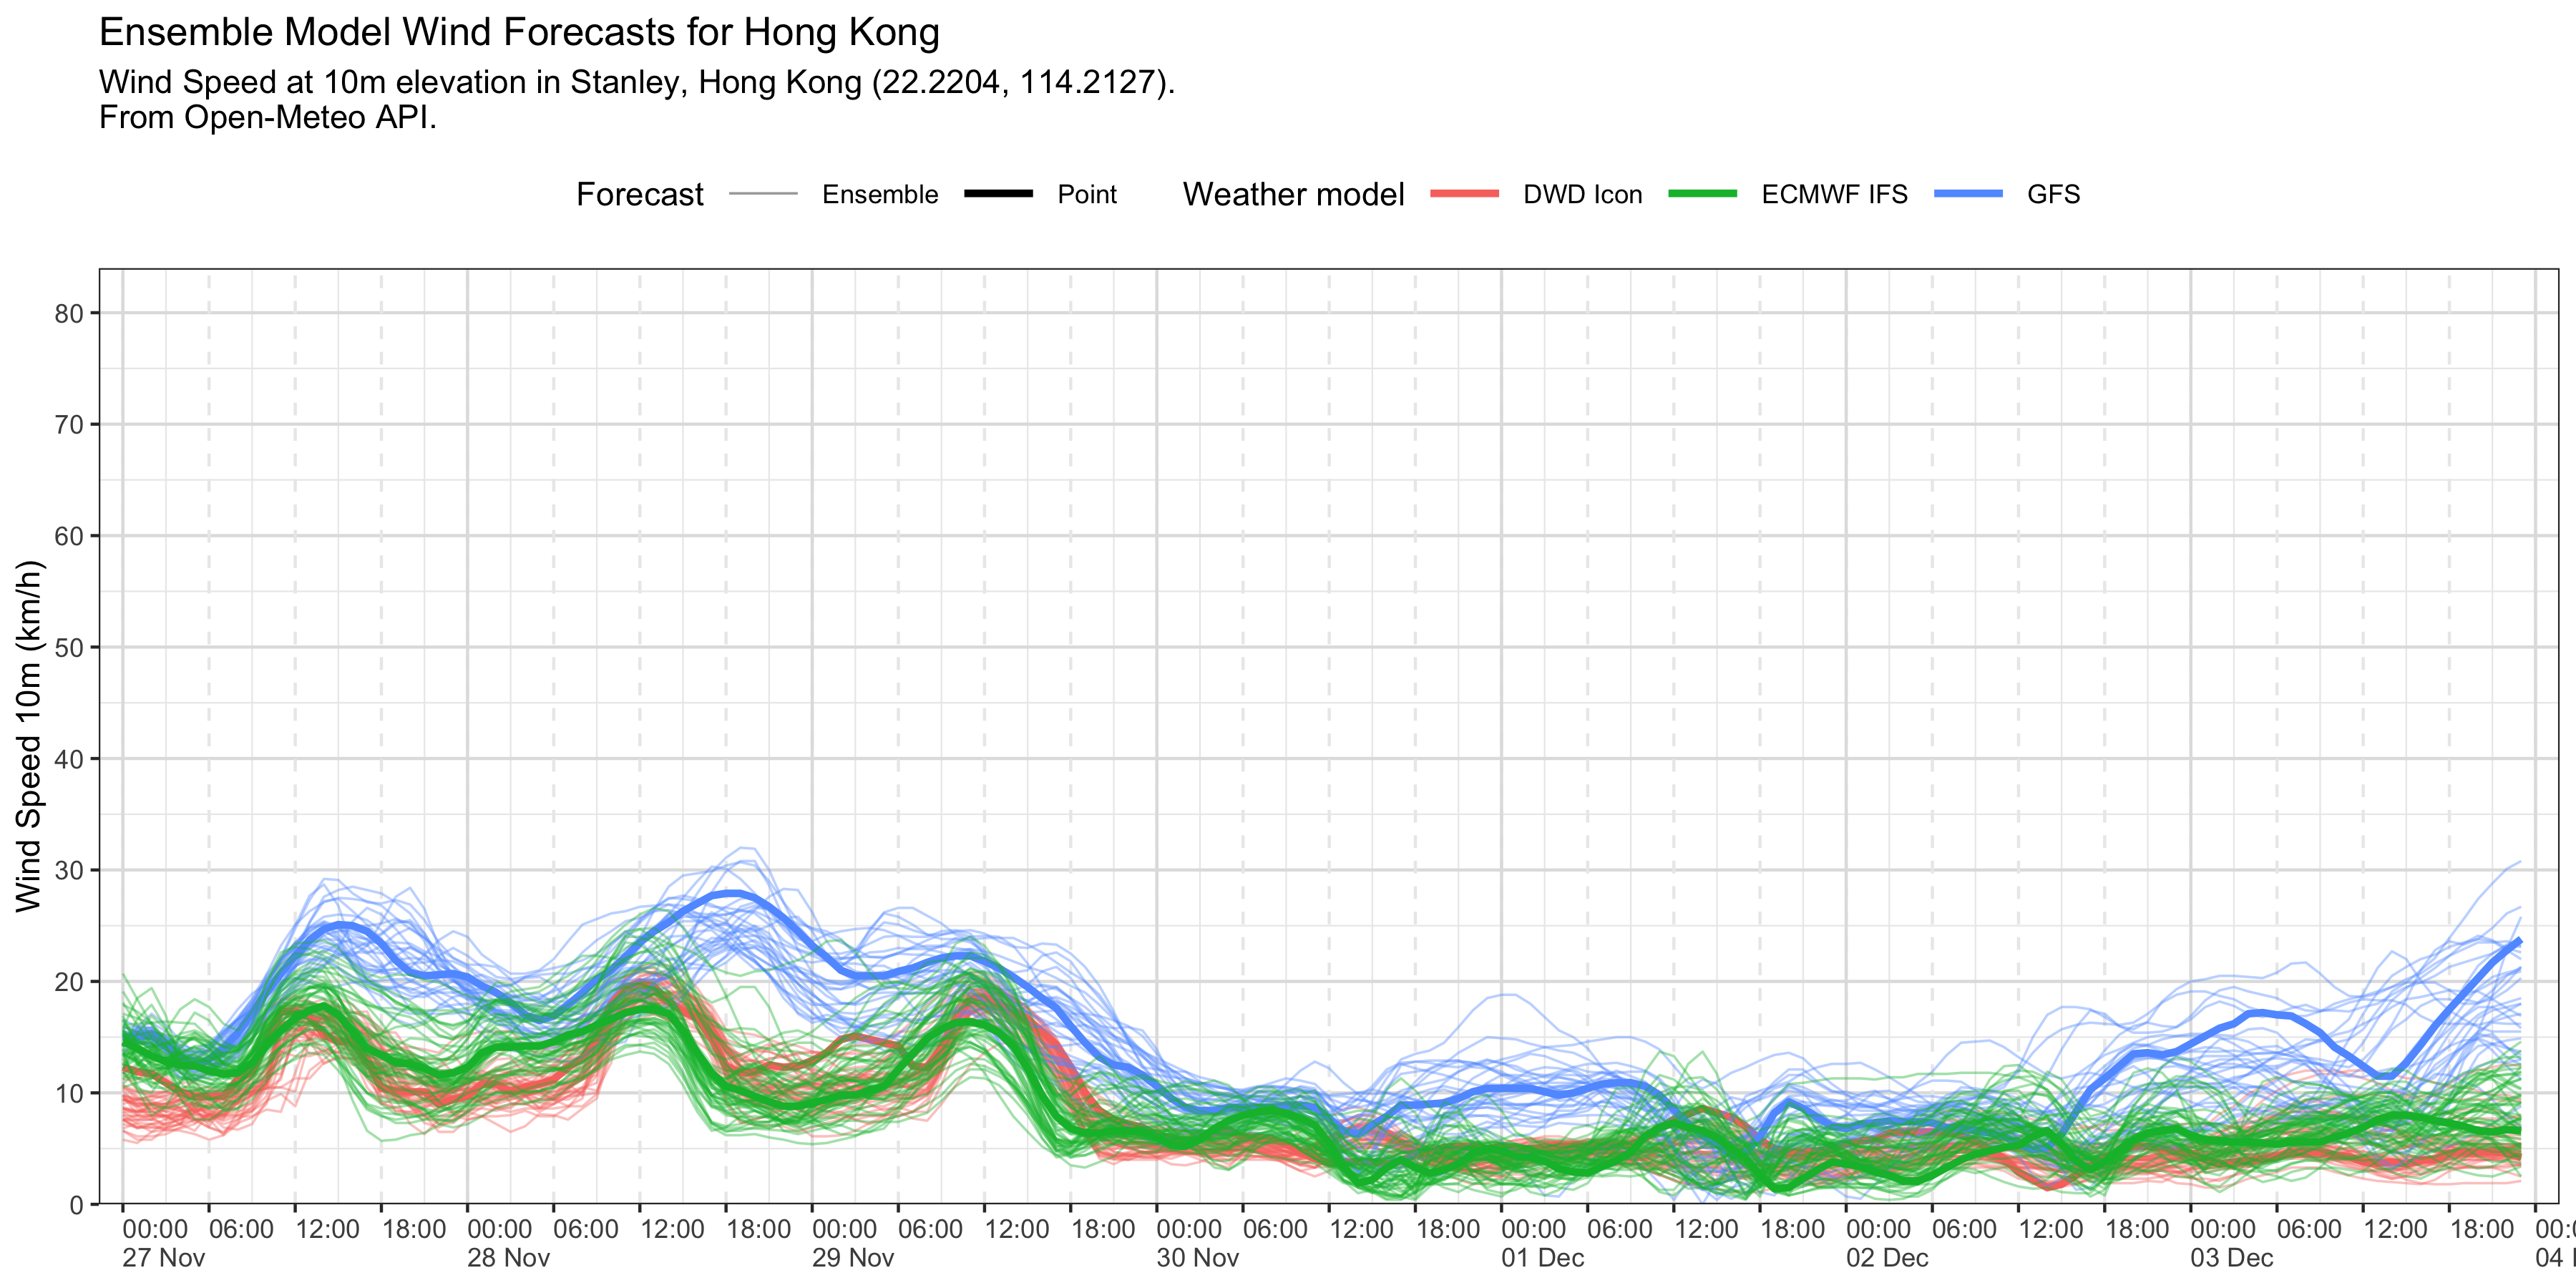 Ensemble Model Wind Forecasts for Hong Kong
Wind Speed at 10m elevation in Stanley, Hong Kong (22.2204, 114.2127).
From Open-Meteo API.
Forecast Ensemble Point Weather model DWD Icon ECMWF IFS GFS
Wind Speed 10m (km/h)
80
70
60
50
40
30
20
10
0
00:00 06:00 12:00 18:00 00:00 06:00 12:00 18:00 00:00 06:00 12:00 18:00 00:00 06:00 12:00 18:00 00:00 06:00 12:00 18:00 00:00 06:00 12:00 18:00 00:00 06:00 12:00 18:00
27 Nov 28 Nov 29 Nov 30 Nov 01 Dec 02 Dec 03 Dec 04